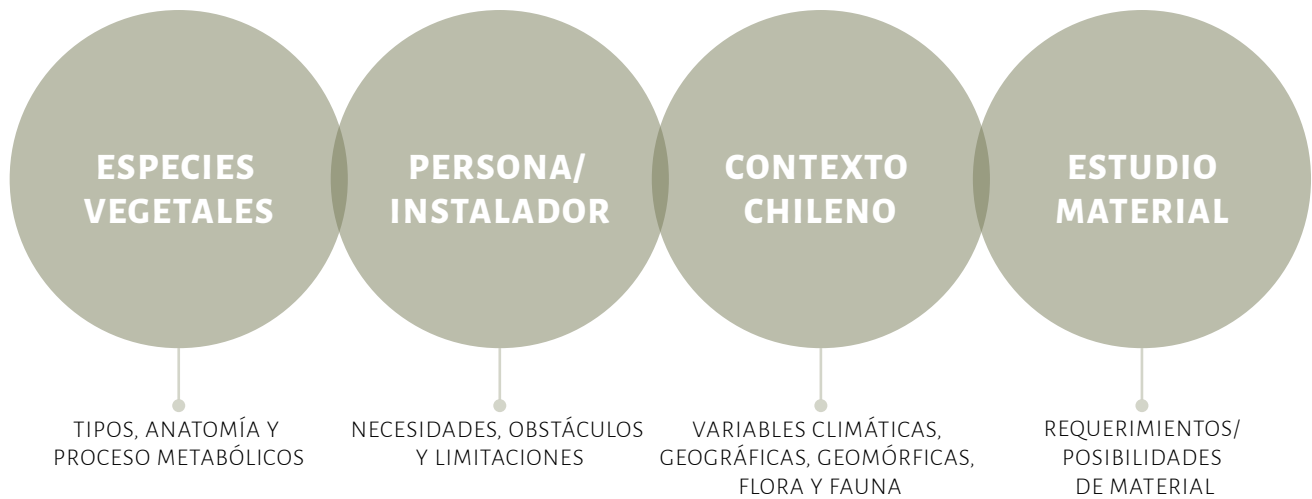 ESPECIES
VEGETALES
PERSONA/
INSTALADOR
CONTEXTO
CHILENO
ESTUDIO
MATERIAL
TIPOS, ANATOMÍA Y
PROCESO METABÓLICOS
NECESIDADES, OBSTÁCULOS
Y LIMITACIONES
VARIABLES CLIMÁTICAS,
GEOGRÁFICAS, GEOMÓRFICAS,
FLORA Y FAUNA
REQUERIMIENTOS/
POSIBILIDADES
DE MATERIAL